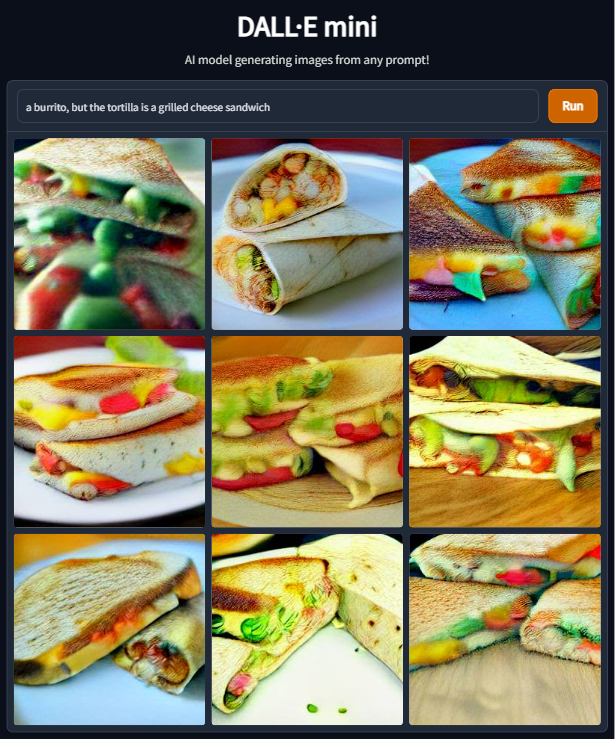 DALL·E mini
AI model generating images from any prompt!
a burrito, but the tortilla is a grilled cheese sandwich
Run